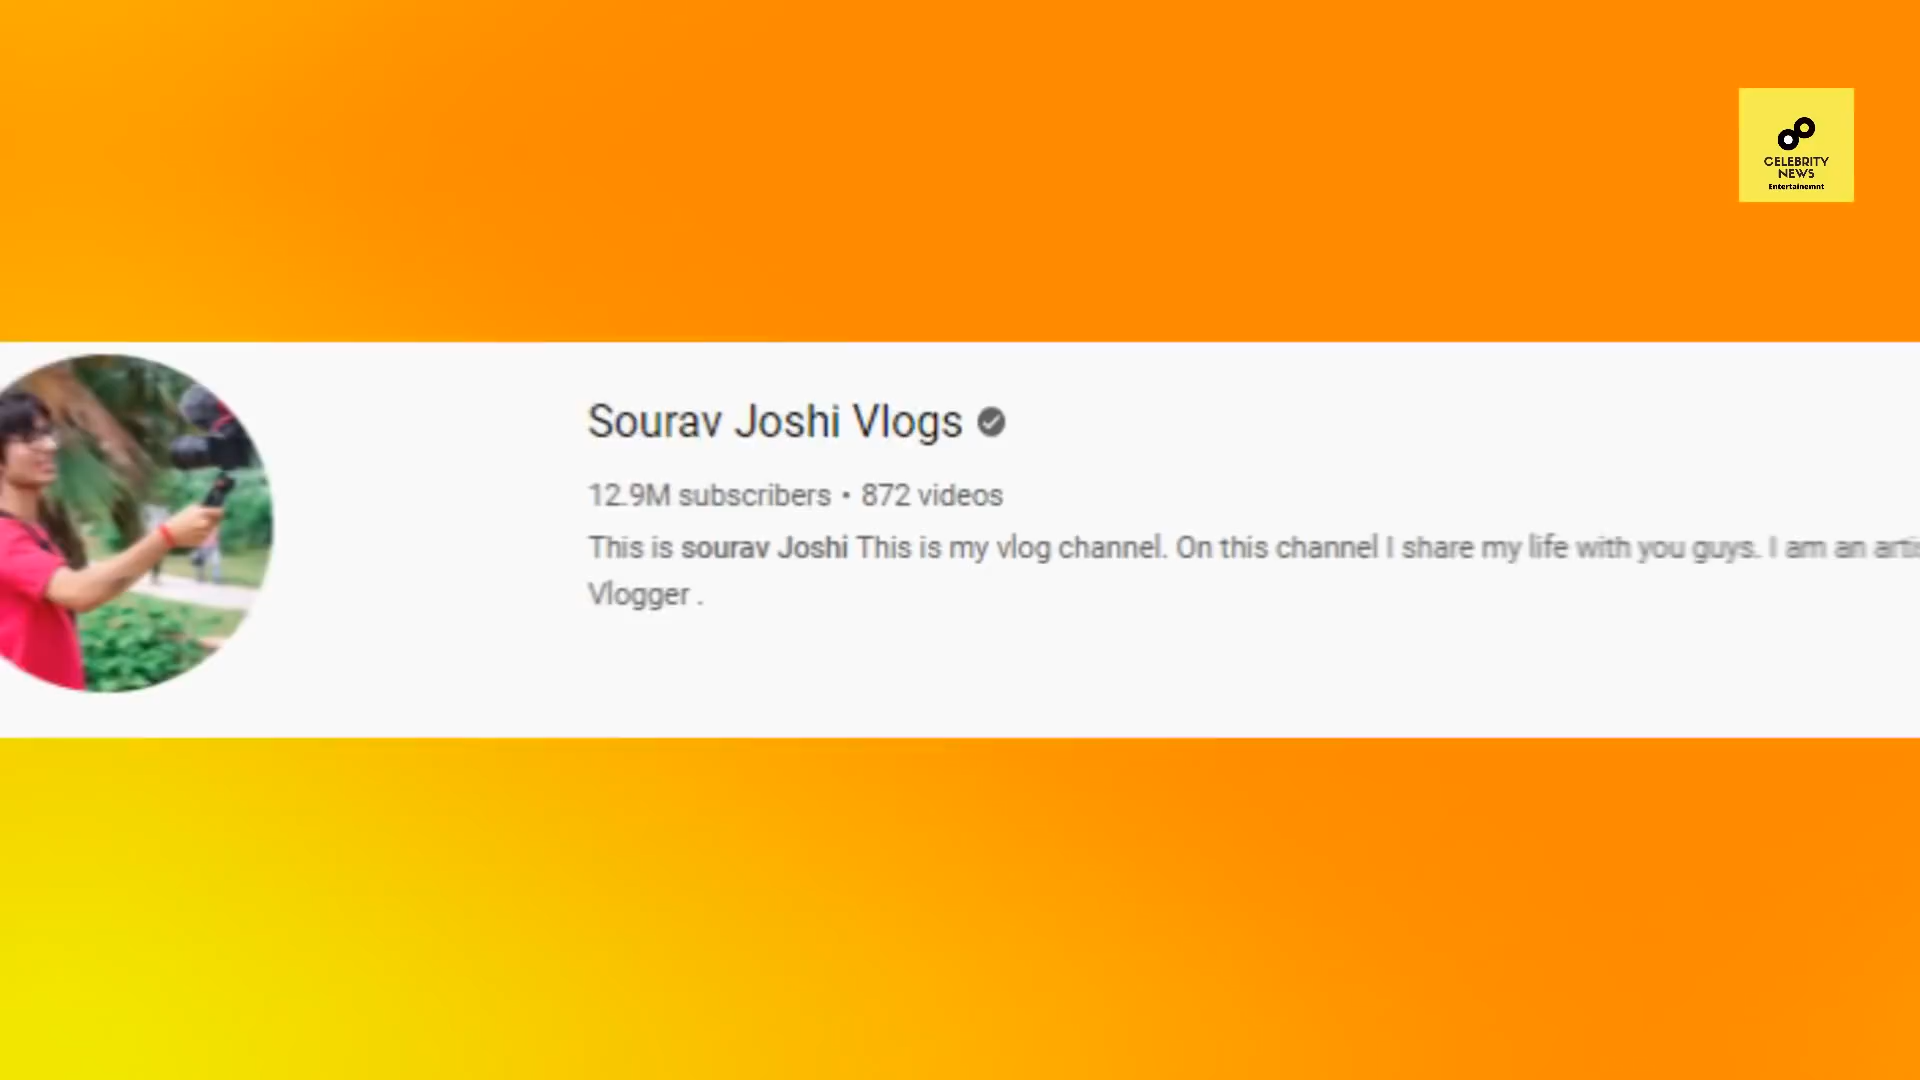 CELEBRITY
NEWS
Entertainemnt
Sourav Joshi Vlogs
12.9M subscribers • 872 videos
This is sourav Joshi This is my vlog channel. On this channel I share my life with you guys. I am an artis
Vlogger .